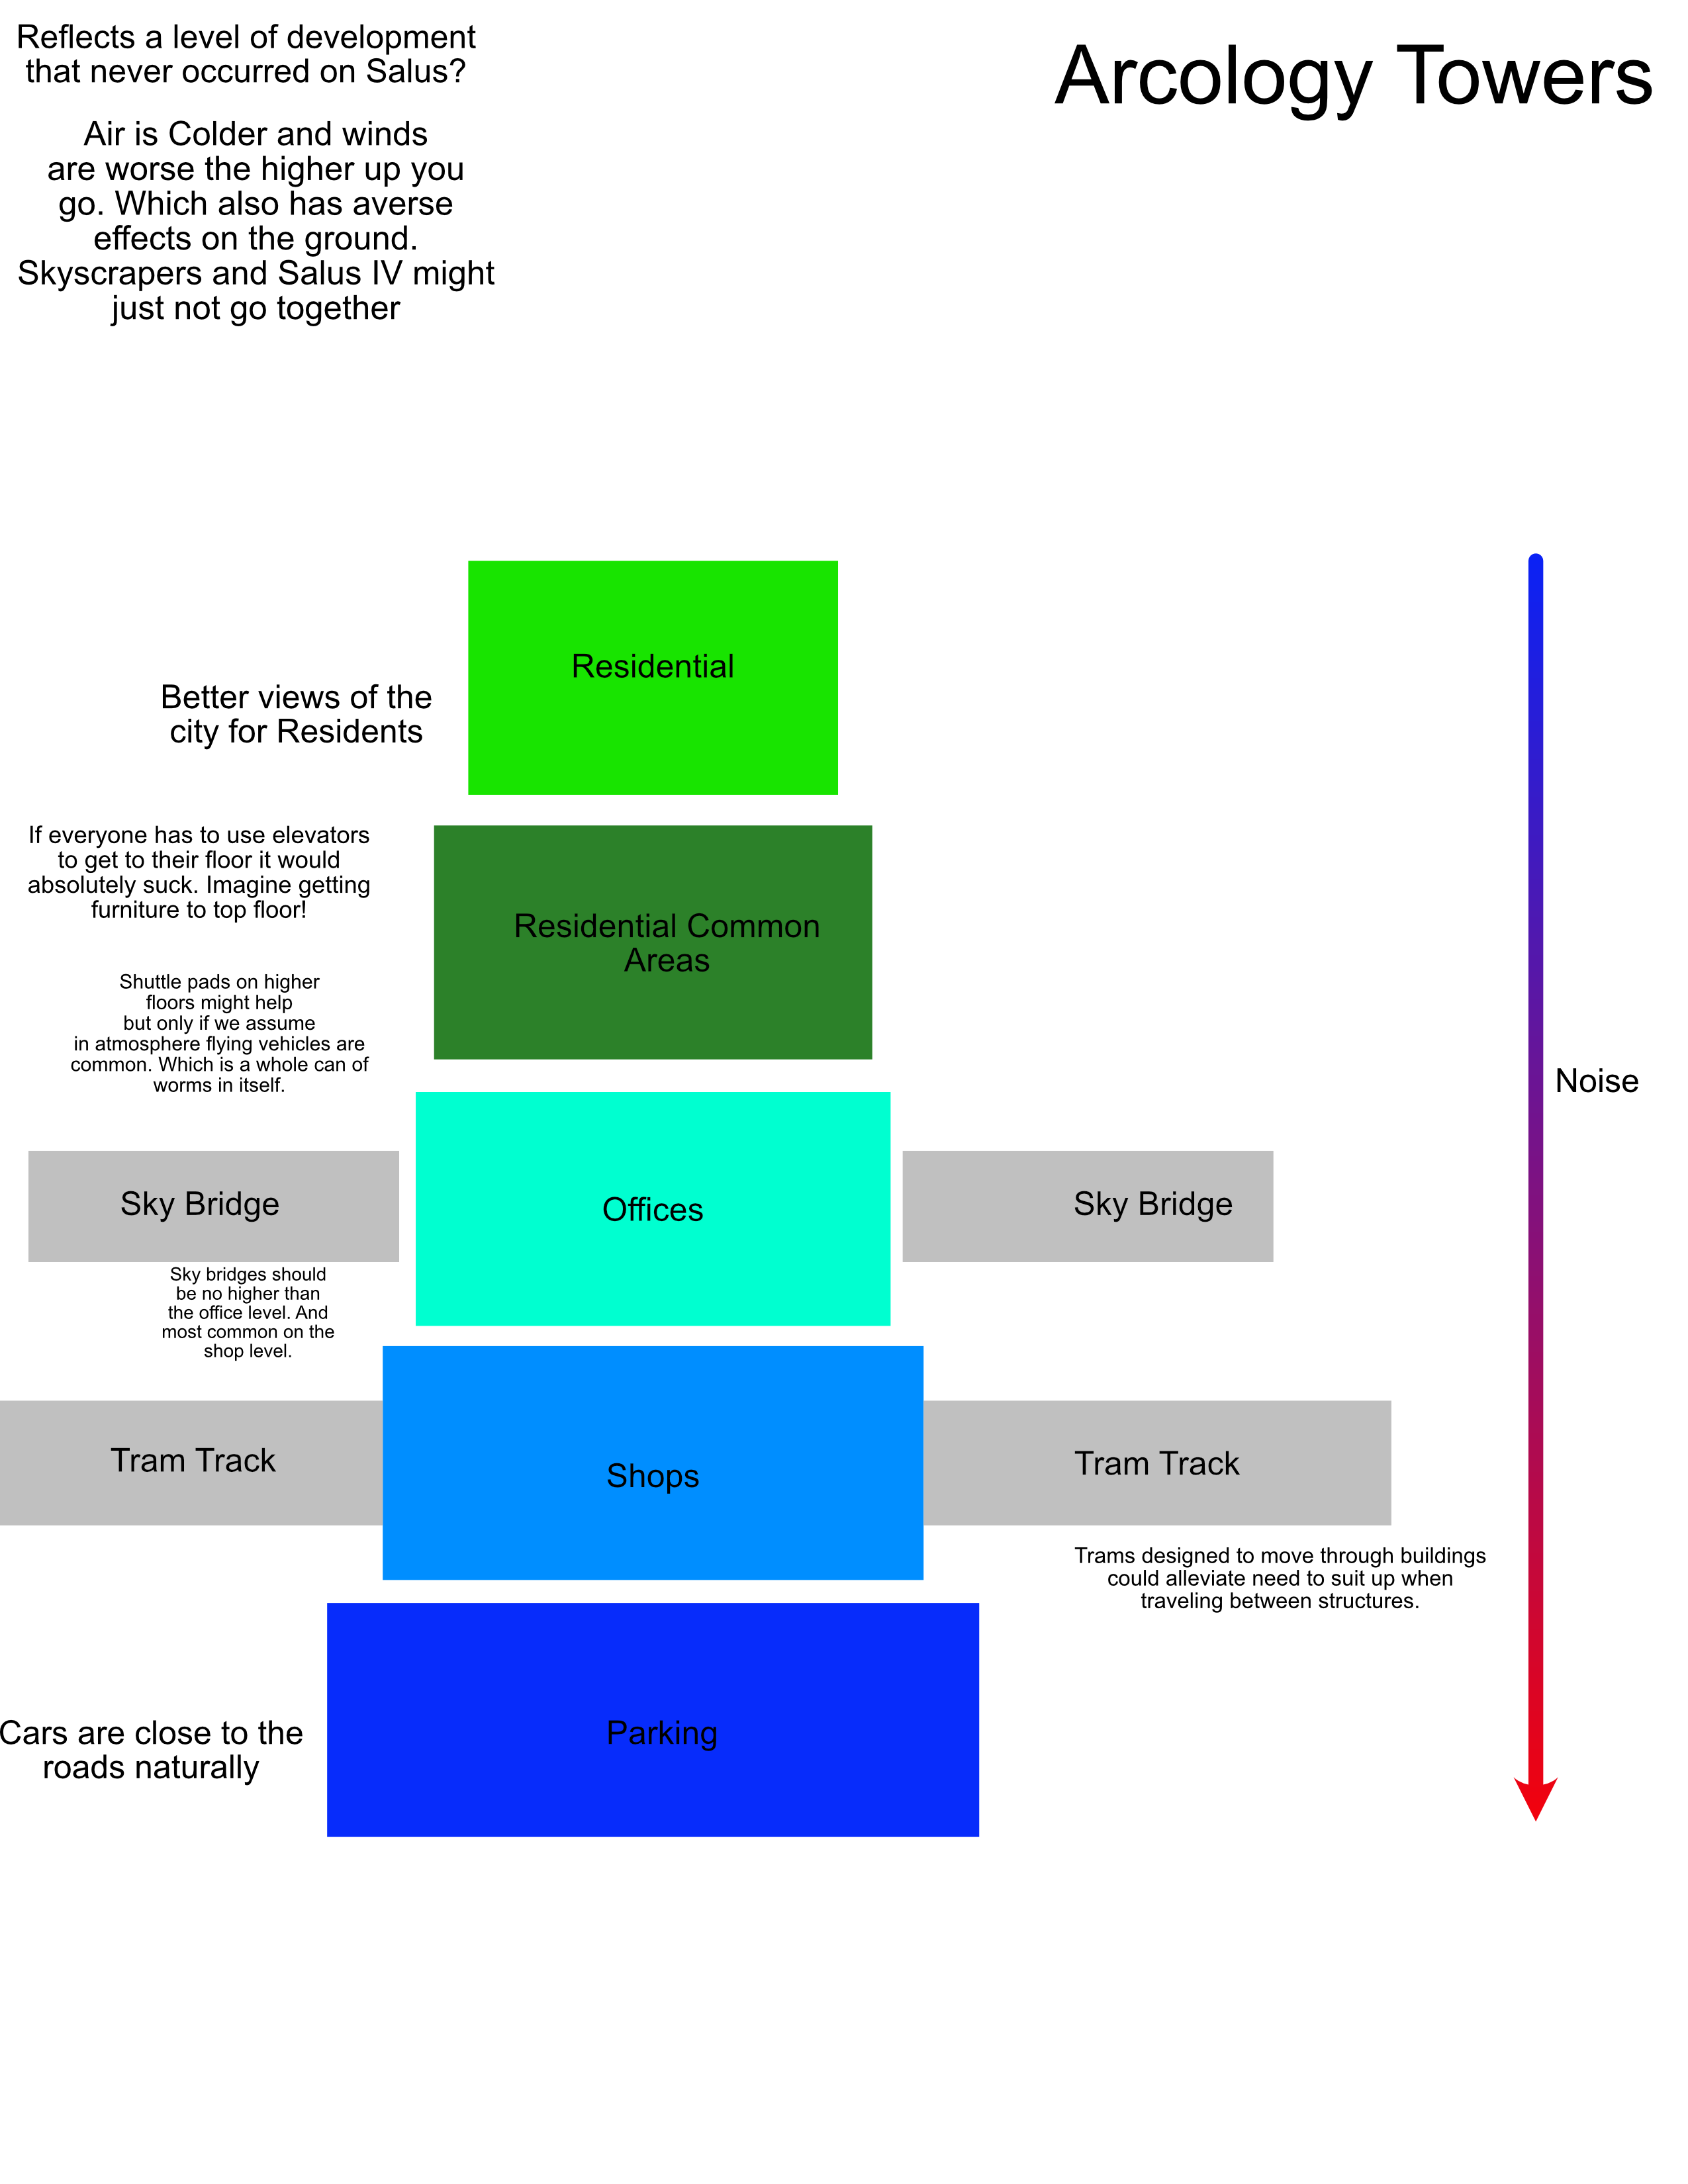 Reflects a level of development
that never occurred on Salus?
Arcology Towers
Air is Colder and winds
are worse the higher up you
go. Which also has averse
effects on the ground.
Skyscrapers and Salus IV might
just not go together
Residential
Better views of the
city for Residents
If everyone has to use elevators
to get to their floor it would
absolutely suck. Imagine getting
furniture to top floor!
Residential Common
Areas
Shuttle pads on higher
floors might help
but only if we assume
in atmosphere flying vehicles are
common. Which is a whole can of
worms in itself.
Noise
Sky Bridge
Offices
Sky Bridge
Sky bridges should
be no higher than
the office level. And
most common on the
shop level.
Tram Track
Shops
Tram Track
Trams designed to move through buildings
could alleviate need to suit up when
traveling between structures.
Cars are close to the
roads naturally
Parking